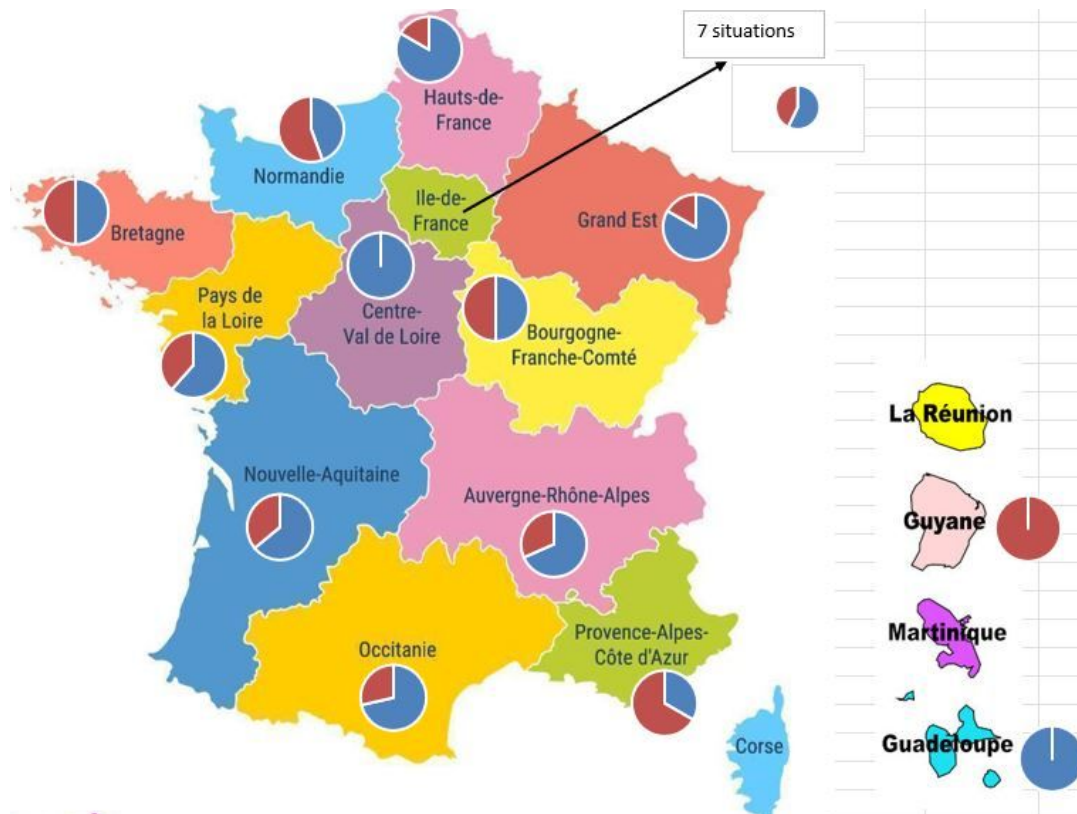 7 situations
Hauts-de-
France
Normandie
Ile-de-
France
Grand Est
Bretagne
Pays de
la Loire
Centre-
Val de Loire
Bourgogne-
Franche-Comté
La Réunion
Nouvelle-Aquitaine
Auvergne-Rhône-Alpes
Guyane
Provence-Alpes-
Côte d'Azur
Martinique
Occitanie
Corse
Guadeloupe